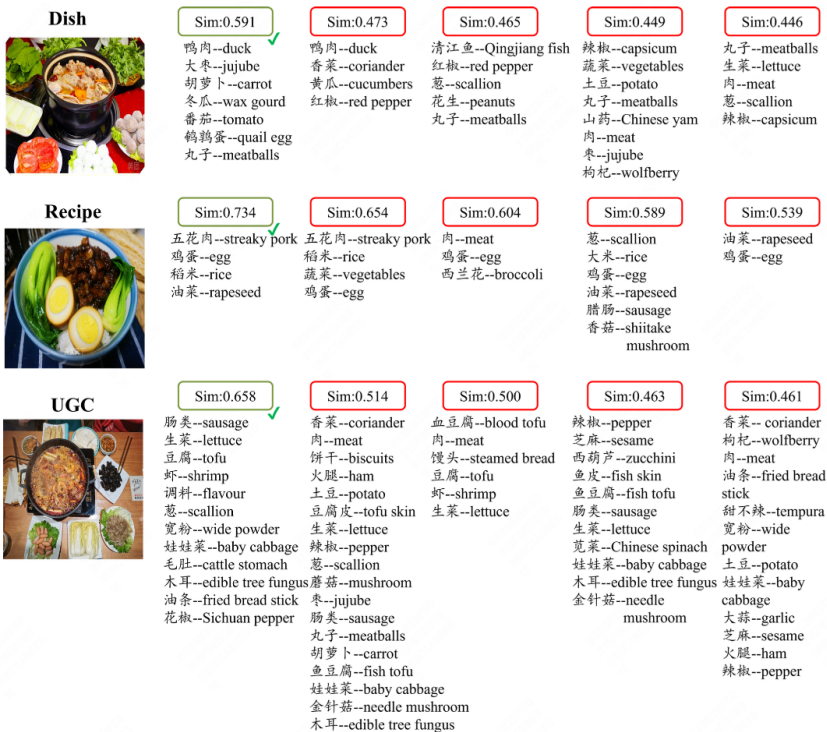 Dish
Sim:0.591
鸭肉--duck
大枣--jujube
胡萝卜--carrot
冬瓜--wax gourd
番茄--tomato
鹌鹑蛋--quail egg
丸子--meatballs
Sim:0.473
鸭肉--duck
香菜--coriander
黄瓜--cucumbers
红椒--red pepper
Sim:0.465
清江鱼--Qingjiang fish
红椒--red pepper
葱--scallion
花生--peanuts
丸子--meatballs
Sim:0.449
辣椒--capsicum
蔬菜--vegetables
土豆--potato
丸子--meatballs
山药--Chinese yam
肉--meat
枣--jujube
枸杞--wolfberry
Sim:0.446
丸子--meatballs
生菜--lettuce
肉--meat
葱--scallion
辣椒--capsicum
Recipe
Sim:0.734
五花肉--streaky pork
鸡蛋--egg
稻米--rice
油菜--rapeseed
Sim:0.654
五花肉--streaky pork
稻米--rice
蔬菜--vegetables
鸡蛋--egg
Sim:0.604
肉--meat
鸡蛋--egg
西兰花--broccoli
Sim:0.589
葱--scallion
大米--rice
鸡蛋--egg
油菜--rapeseed
腊肠--sausage
香菇--shiitake
mushroom
Sim:0.539
油菜--rapeseed
鸡蛋--egg
UGC
Sim:0.658
肠类--sausage
生菜--lettuce
豆腐--tofu
虾--shrimp
调料--flavour
葱--scallion
宽粉--wide powder
娃娃菜--baby cabbage
毛肚--cattle stomach
木耳--edible tree fungus
油条--fried bread stick
花椒--Sichuan pepper
Sim:0.514
香菜--coriander
肉--meat
饼干--biscuits
火腿--ham
土豆--potato
豆腐皮--tofu skin
生菜--lettuce
辣椒--pepper
葱--scallion
蘑菇--mushroom
枣--jujube
肠类--sausage
丸子--meatballs
胡萝卜--carrot
鱼豆腐--fish tofu
娃娃菜--baby cabbage
金针菇--needle mushroom
木耳--edible tree fungus
Sim:0.500
血豆腐--blood tofu
肉--meat
馒头--steamed bread
豆腐--tofu
虾--shrimp
生菜--lettuce
Sim:0.463
辣椒--pepper
芝麻--sesame
西葫芦--zucchini
鱼皮--fish skin
鱼豆腐--fish tofu
肠类--sausage
生菜--lettuce
苋菜--Chinese spinach
娃娃菜--baby cabbage
木耳--edible tree fungus
金针菇--needle
mushroom
Sim:0.461
香菜-- coriander
枸杞--wolfberry
肉--meat
油条--fried bread
stick
甜不辣--tempura
宽粉--wide
powder
土豆--potato
娃娃菜--baby
cabbage
大蒜--garlic
芝麻--sesame
火腿--ham
辣椒--pepper